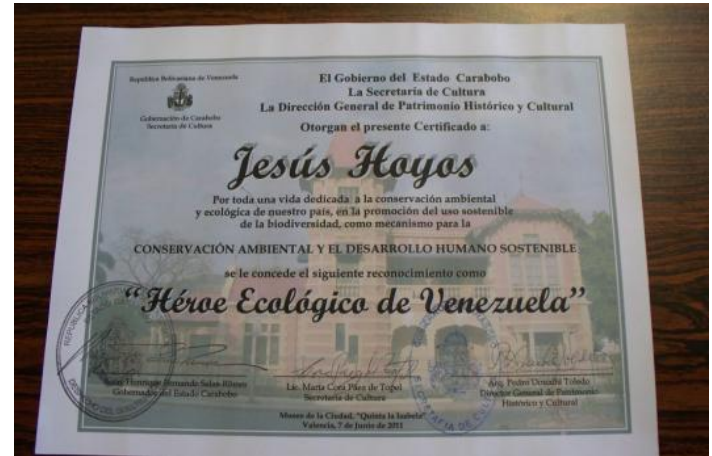 República Bolivariana de Venezuela
Gobernación de Carabobo
Secretaría de Cultura
El Gobierno del Estado Carabobo
La Secretaría de Cultura
La Dirección General de Patrimonio Histórico y Cultural
Otorgan el presente Certificado a:
Jesús Hoyos
Por toda una vida dedicada a la conservación ambiental
y ecológica de nuestro país, en la promoción del uso sostenible
de la biodiversidad, como mecanismo para la
CONSERVACIÓN AMBIENTAL Y EL DESARROLLO HUMANO SOSTENIBLE
se le concede el siguiente reconocimiento como
“Héroe Ecológico de Venezuela”
Henrique Fernando Salas
Gobernador del Estado Carabobo
Lic. María Cora Páez de Topel
Secretaria de Cultura
Arq. Pedro Toledo
Director General de Patrimonio
Histórico y Cultural
Museo de la Ciudad, "Quinta la Isabela"
Valencia, 7 de Junio de 2011